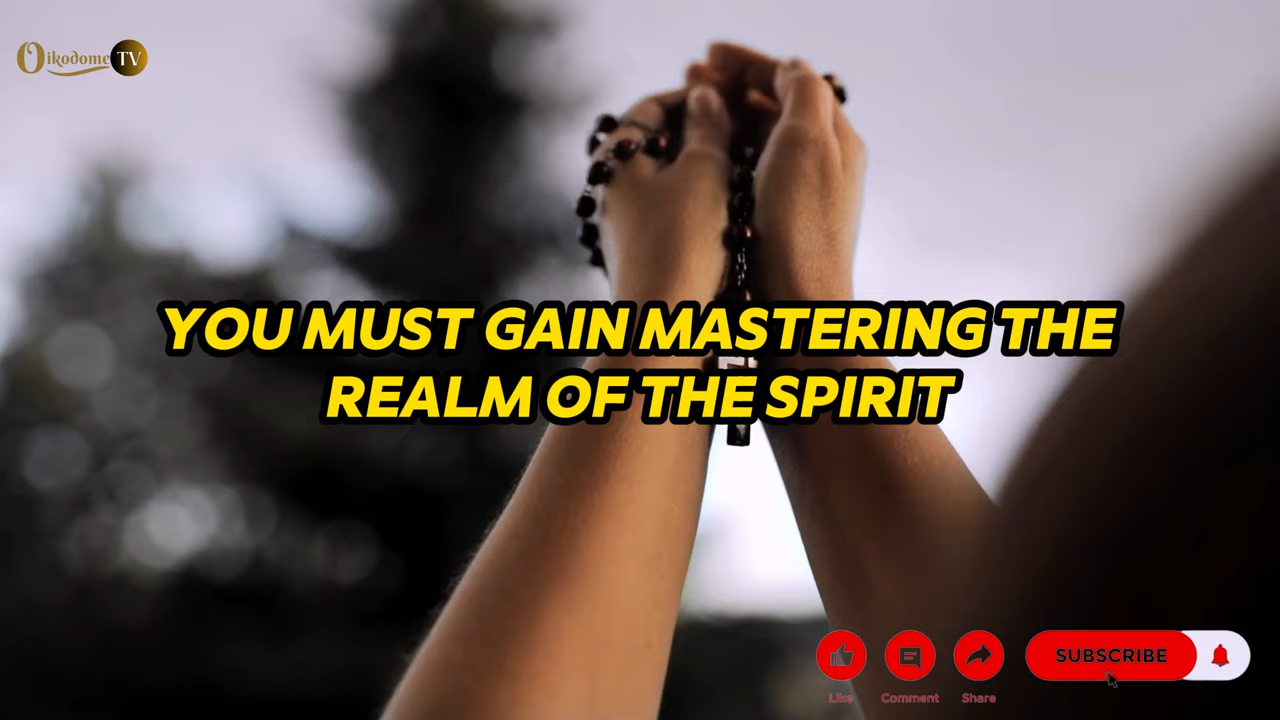 Oikodome TV
YOU MUST GAIN MASTERING THE
REALM OF THE SPIRIT
SUBSCRIBE
Like
Comment
Share